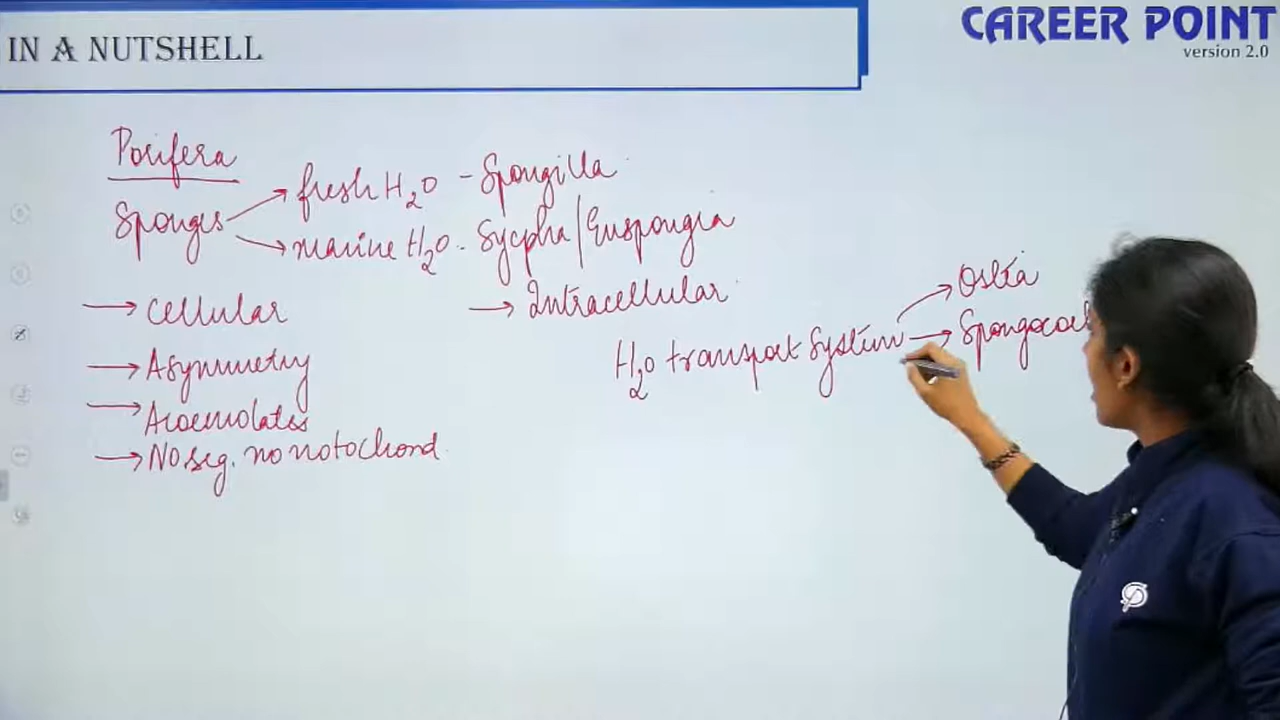 IN A NUTSHELL
CAREER POINT
version 2.0
Porifera
Sponges
fresh H2O - Spongilla
marine H2O - Sycpha/Euspongia
→ Cellular
→ Intracellular
→ Asymmetry
H2O transport System
→ Ostia
→ Spongocoel
→ Acoemolates
→ No seg. no notochord